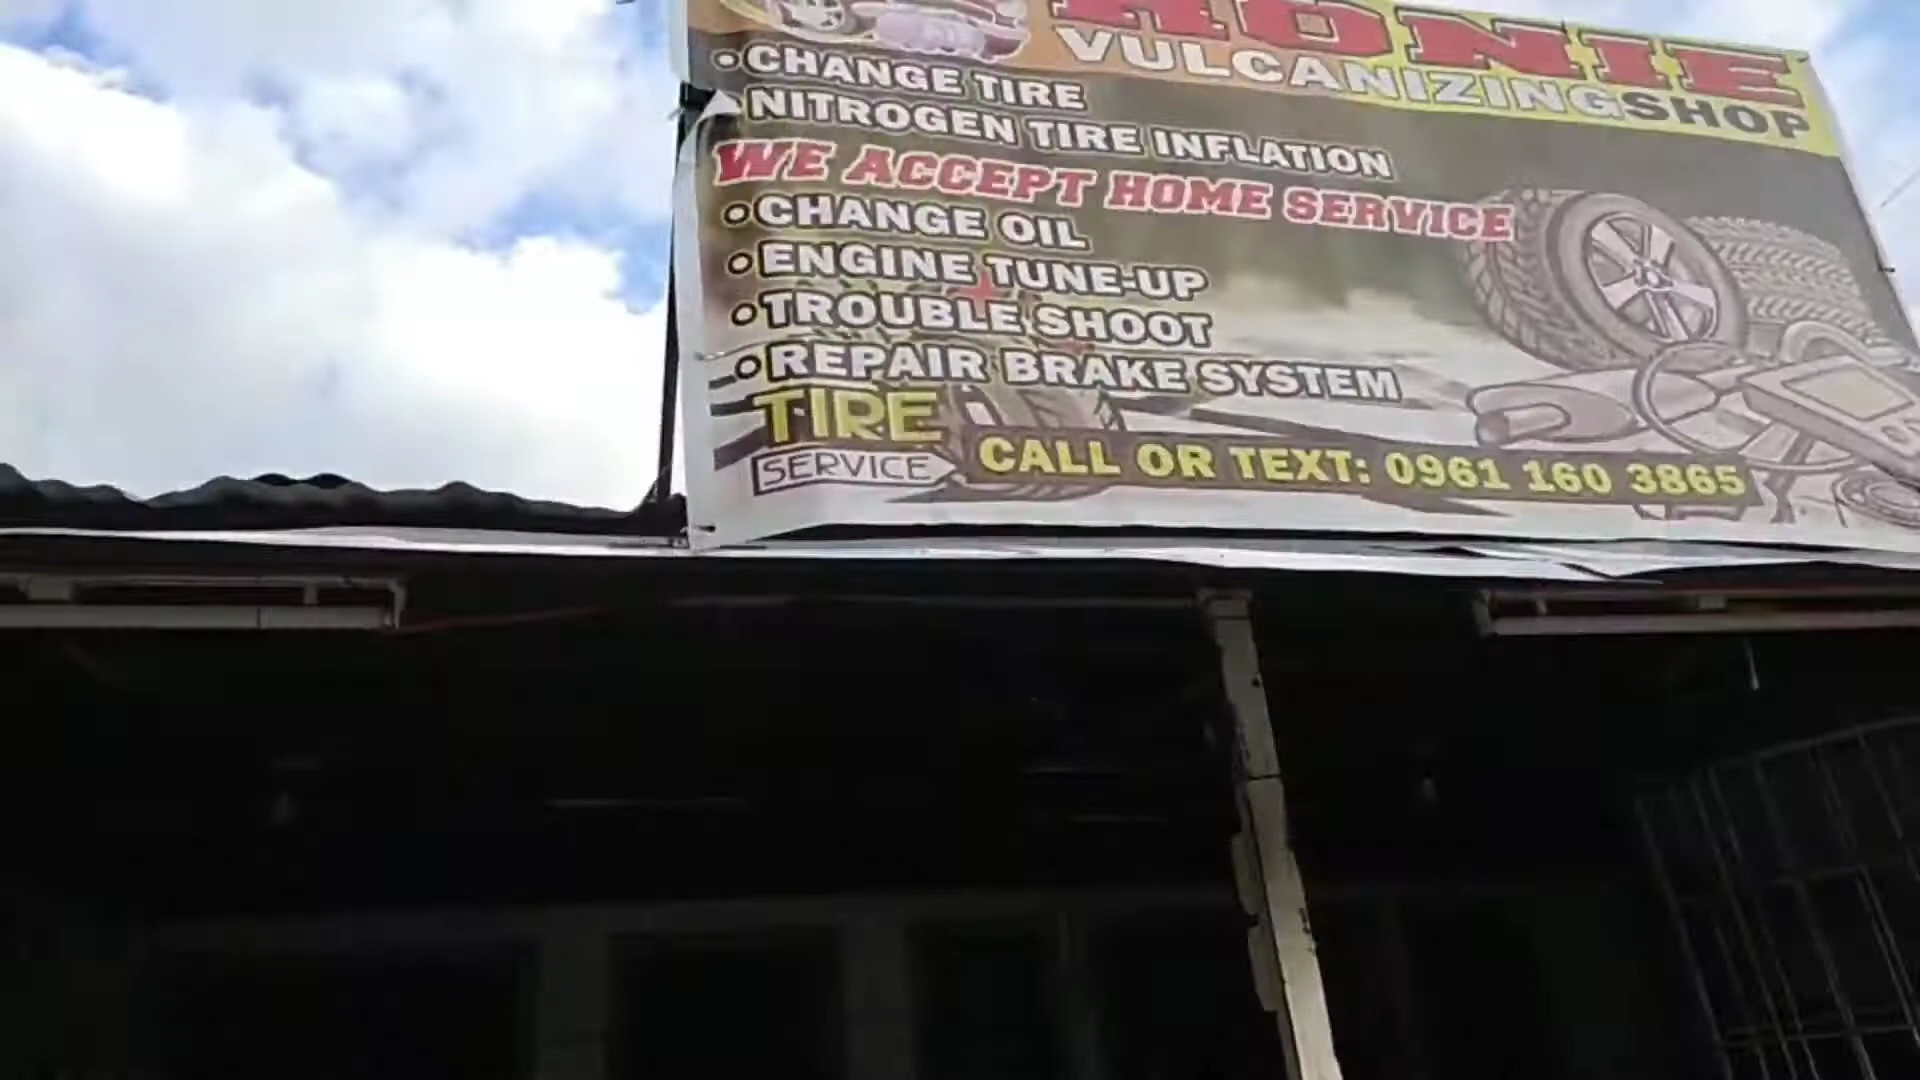 HONIE
VULCANIZING SHOP
CHANGE TIRE
NITROGEN TIRE INFLATION
WE ACCEPT HOME SERVICE
CHANGE OIL
ENGINE TUNE-UP
TROUBLE SHOOT
REPAIR BRAKE SYSTEM
TIRE
SERVICE
CALL OR TEXT: 0961 160 3865